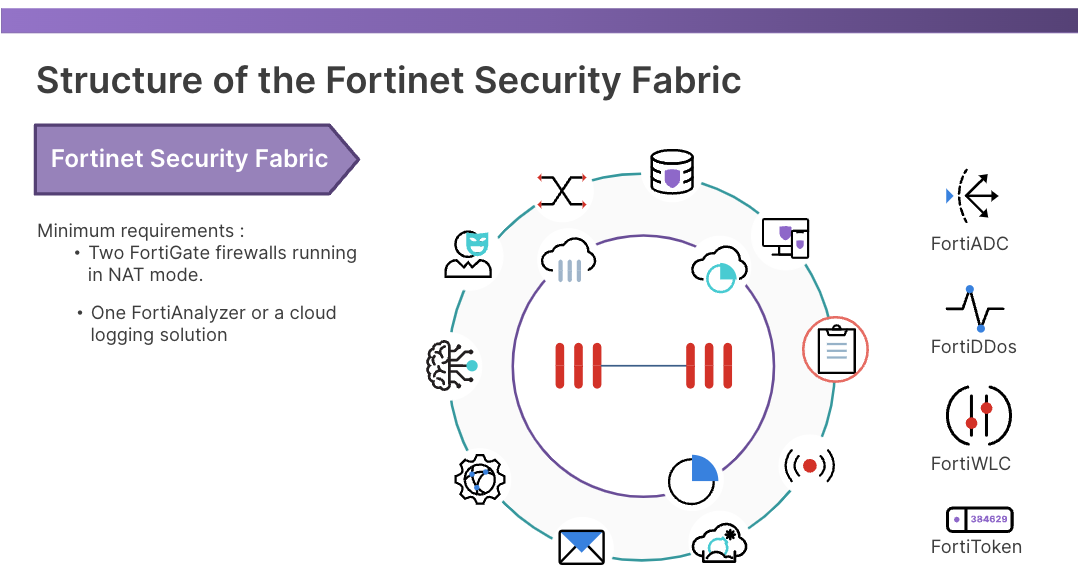 Structure of the Fortinet Security Fabric
Fortinet Security Fabric
Minimum requirements :
• Two FortiGate firewalls running
in NAT mode.
• One FortiAnalyzer or a cloud
logging solution
FortiADC
FortiDDos
FortiWLC
384629
FortiToken